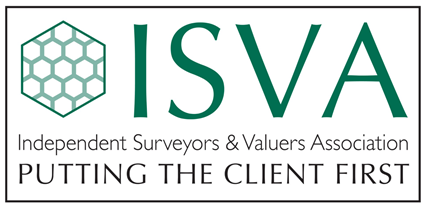 ISVA
Independent Surveyors & Valuers Association
PUTTING THE CLIENT FIRST